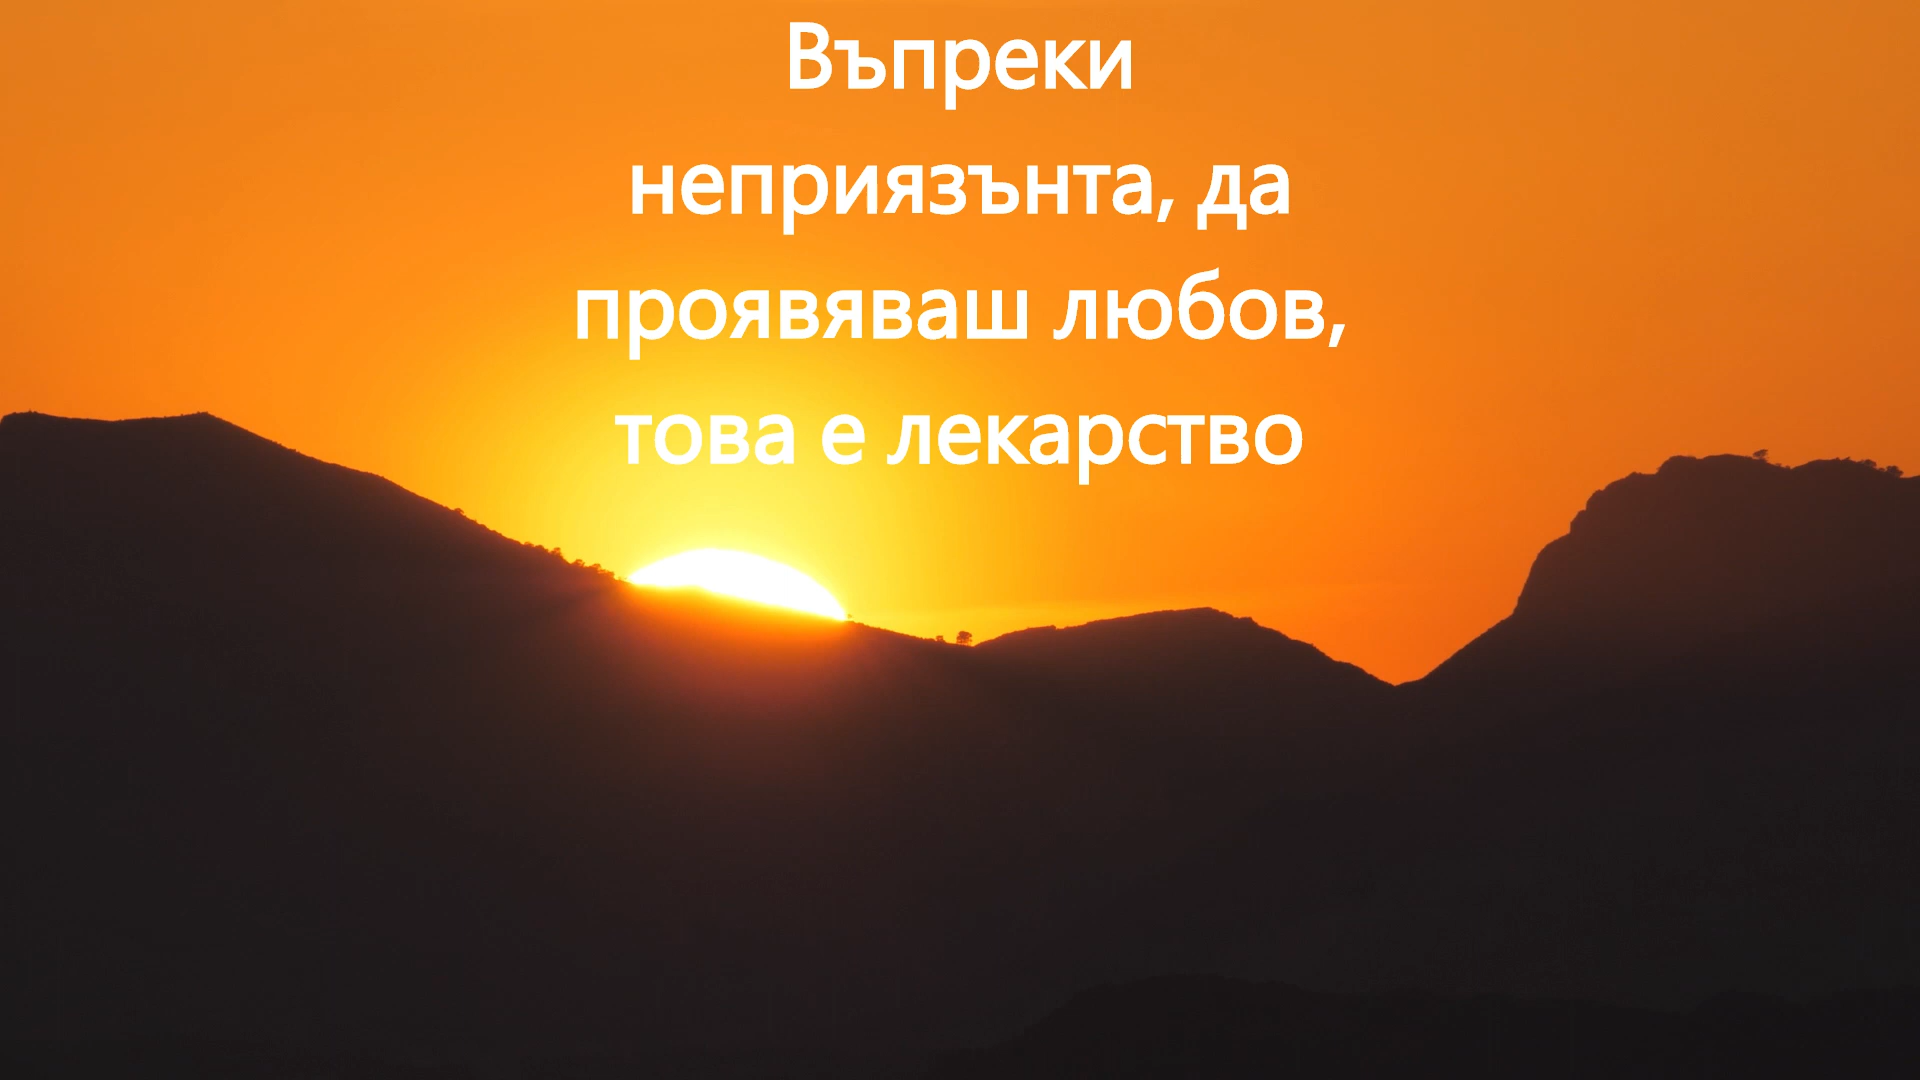 Въпреки
неприязънта, да
проявяваш любов,
това е лекарство